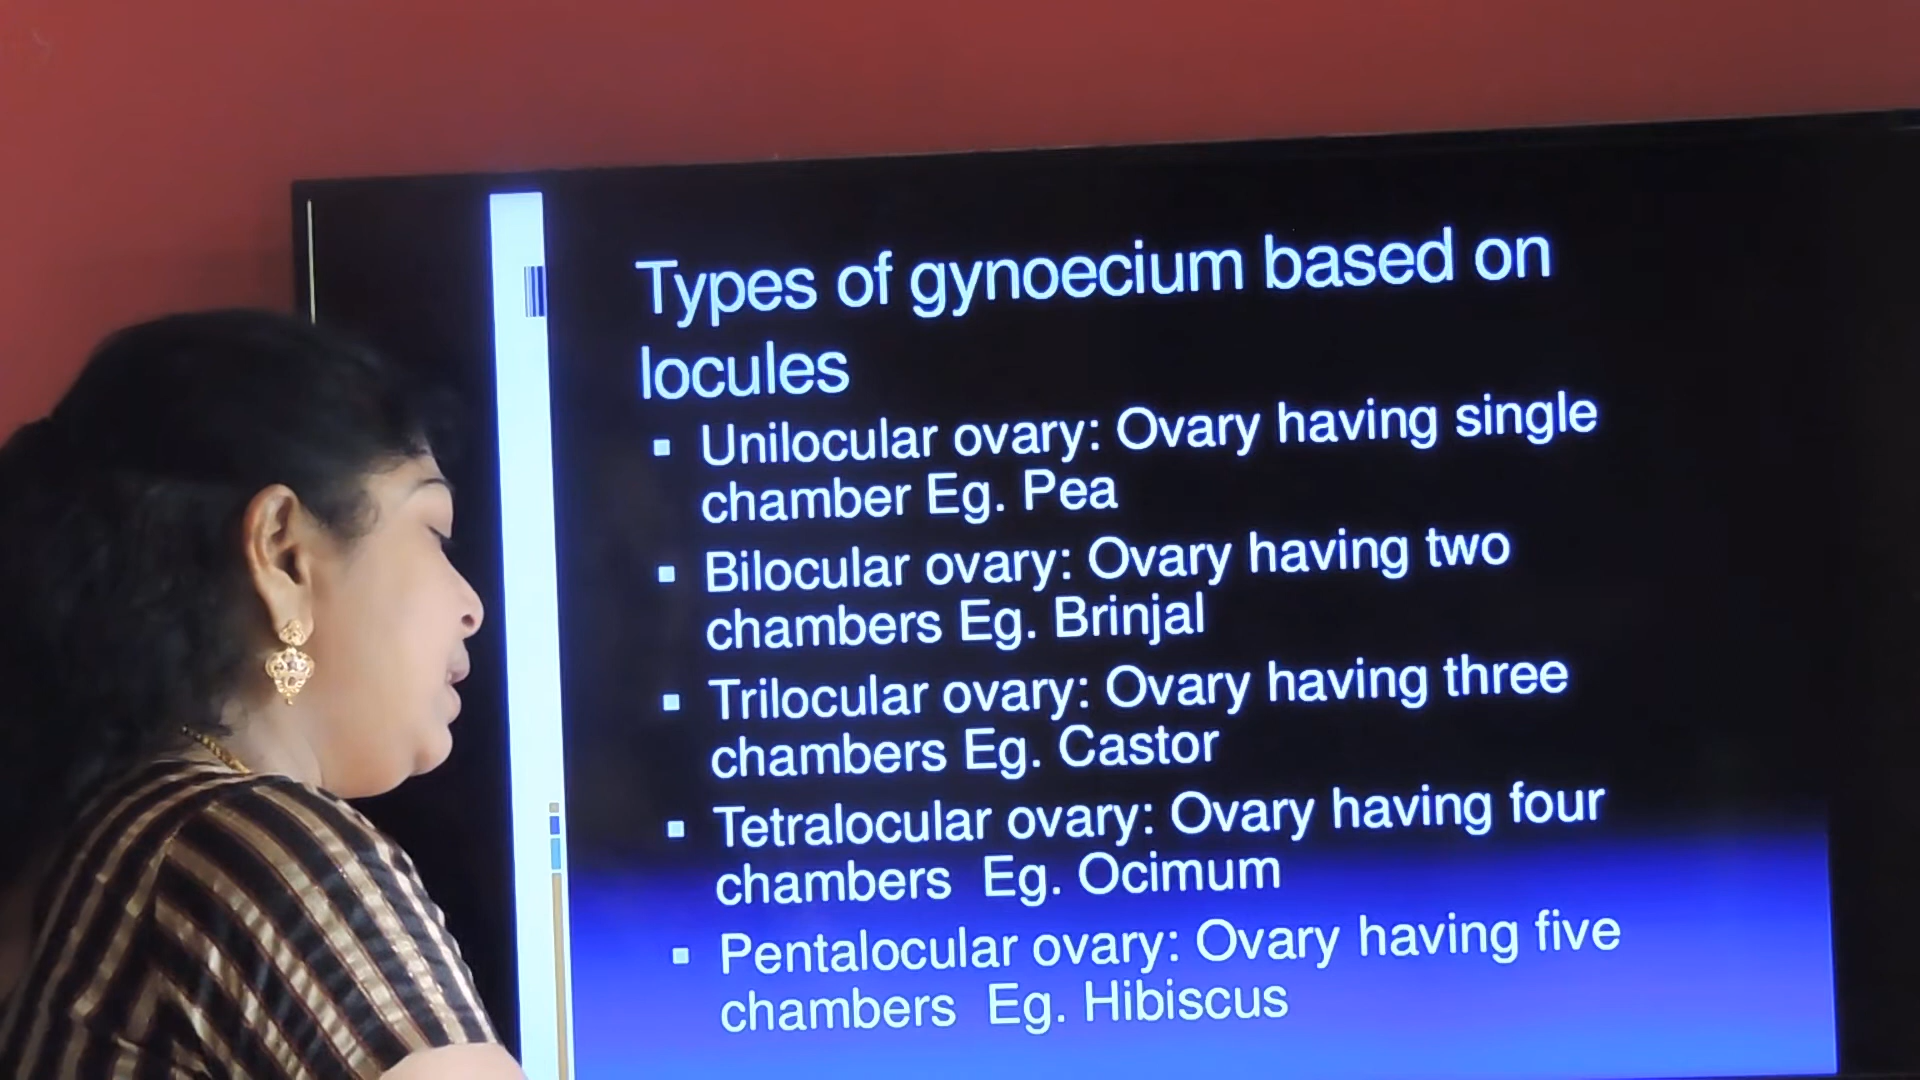 Types of gynoecium based on
locules
▪ Unilocular ovary: Ovary having single
chamber Eg. Pea
▪ Bilocular ovary: Ovary having two
chambers Eg. Brinjal
▪ Trilocular ovary: Ovary having three
chambers Eg. Castor
▪ Tetralocular ovary: Ovary having four
chambers  Eg. Ocimum
▪ Pentalocular ovary: Ovary having five
chambers  Eg. Hibiscus